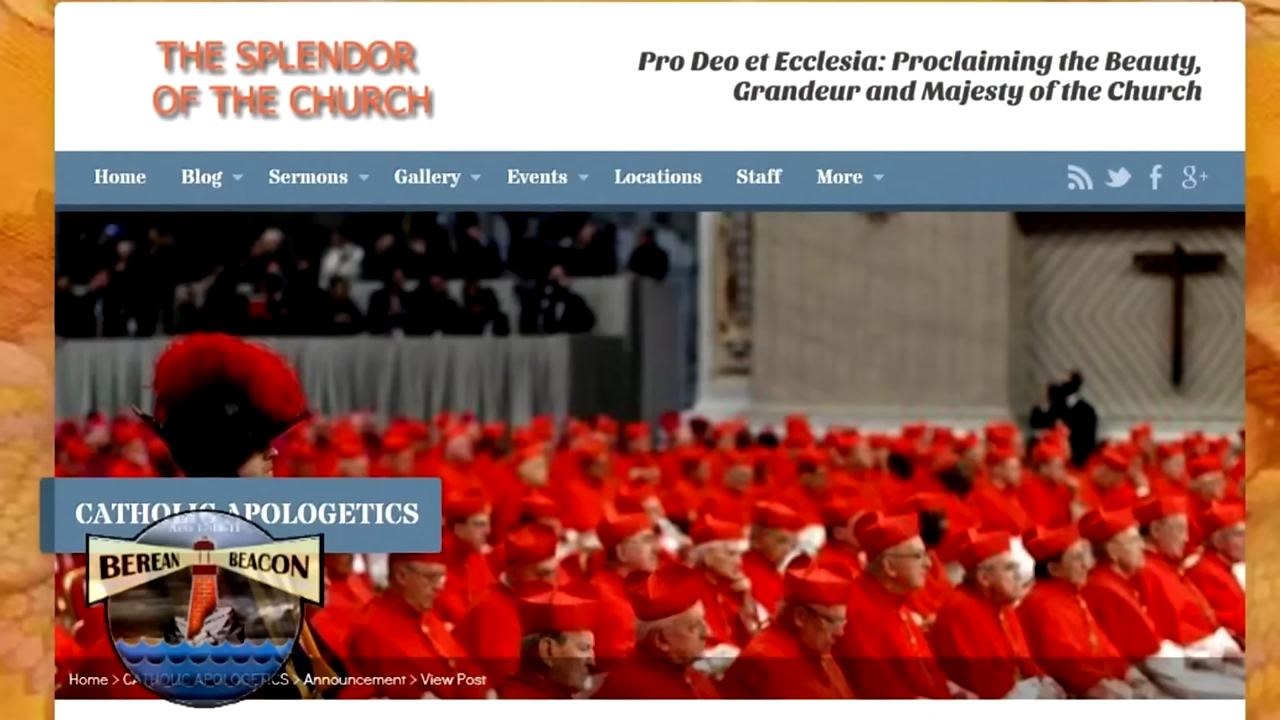 THE SPLENDOR
OF THE CHURCH
Pro Deo et Ecclesia: Proclaiming the Beauty,
Grandeur and Majesty of the Church
Home Blog Sermons Gallery Events Locations Staff More
8+
CATHOLIC APOLOGETICS
BEREAN BEACON
Home > CATHOLIC APOLOGETICS > Announcement > View Post